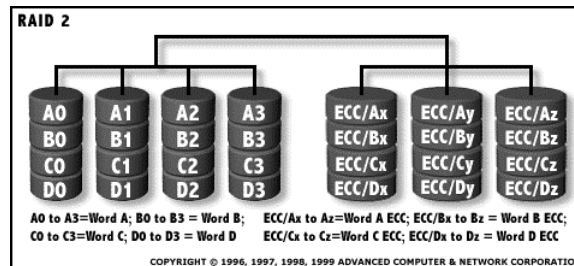 RAID 2
A0 A1 A2 A3 ECC/Ax ECC/Ay ECC/Az
B0 B1 B2 B3 ECC/Bx ECC/By ECC/Bz
C0 C1 C2 C3 ECC/Cx ECC/Cy ECC/Cz
D0 D1 D2 D3 ECC/Dx ECC/Dy ECC/Dz
A0 to A3=Word A; B0 to B3 = Word B; ECC/Ax to Az=Word A ECC; ECC/Bx to Bz = Word B ECC;
C0 to C3=Word C; D0 to D3 = Word D ECC/Cx to Cz=Word C ECC; ECC/Dx to Dz = Word D ECC
COPYRIGHT © 1996, 1997, 1998, 1999 ADVANCED COMPUTER & NETWORK CORPORATIO